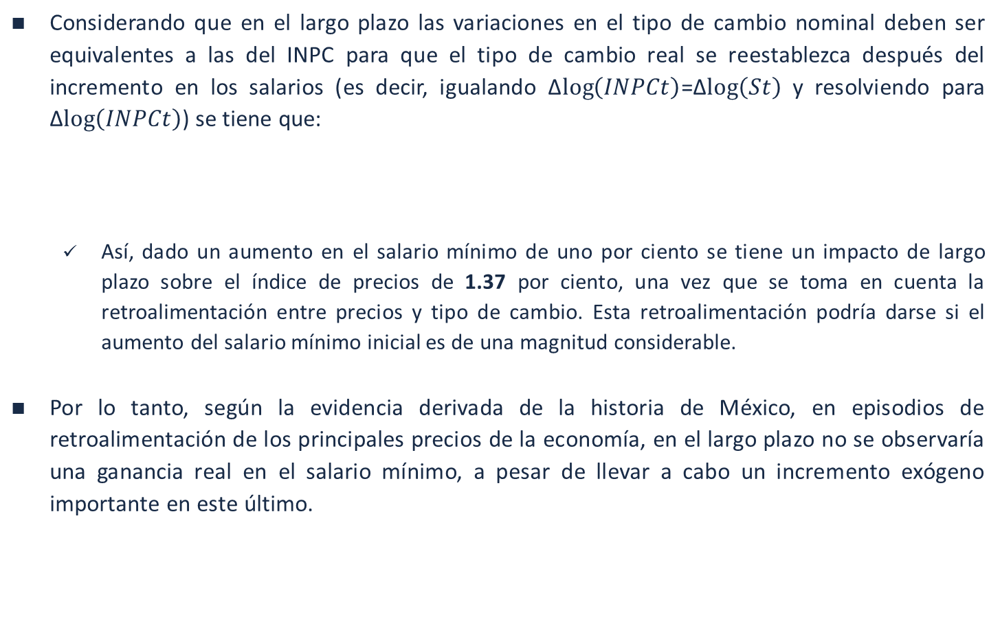 ■ Considerando que en el largo plazo las variaciones en el tipo de cambio nominal deben ser
equivalentes a las del INPC para que el tipo de cambio real se reestablezca después del
incremento en los salarios (es decir, igualando Δlog(INPCt)=Δlog(St) y resolviendo para
Δlog(INPCt)) se tiene que:
✓ Así, dado un aumento en el salario mínimo de uno por ciento se tiene un impacto de largo
plazo sobre el índice de precios de 1.37 por ciento, una vez que se toma en cuenta la
retroalimentación entre precios y tipo de cambio. Esta retroalimentación podría darse si el
aumento del salario mínimo inicial es de una magnitud considerable.
■ Por lo tanto, según la evidencia derivada de la historia de México, en episodios de
retroalimentación de los principales precios de la economía, en el largo plazo no se observaría
una ganancia real en el salario mínimo, a pesar de llevar a cabo un incremento exógeno
importante en este último.